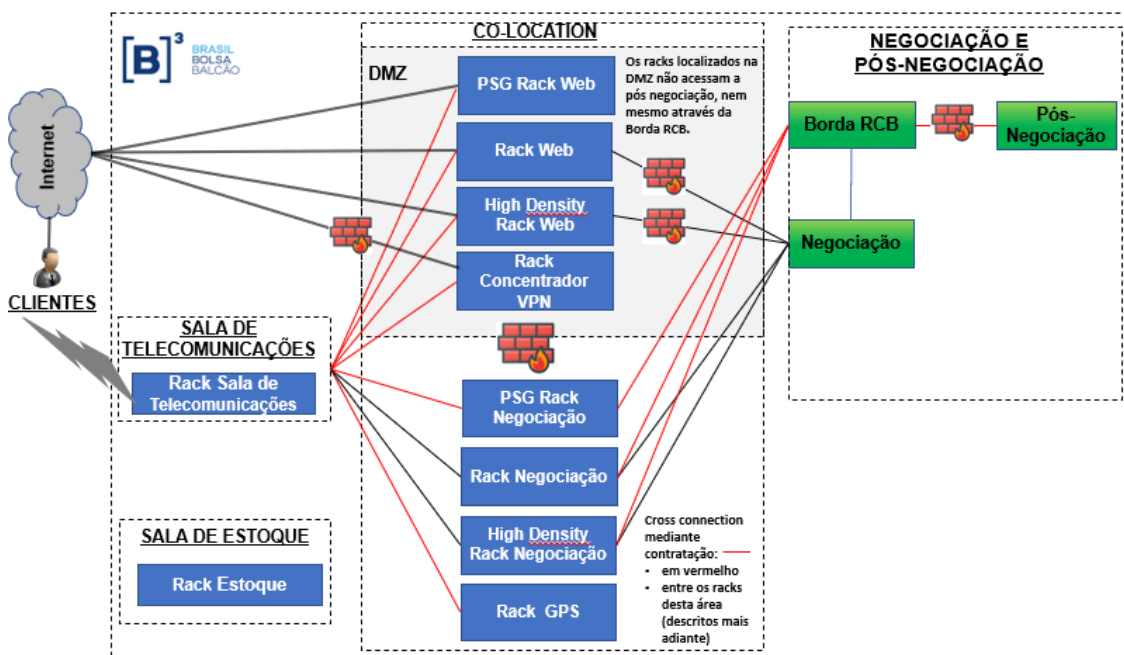 [B]³
BRASIL
BOLSA
BALCÃO
CO-LOCATION
DMZ
PSG Rack Web
Rack Web
High Density
Rack Web
Rack
Concentrador
VPN
Os racks localizados na
DMZ não acessam a
pós negociação, nem
mesmo através da
Borda RCB.
NEGOCIAÇÃO E
PÓS-NEGOCIAÇÃO
Borda RCB
Pós-
Negociação
Negociação
Internet
CLIENTES
SALA DE
TELECOMUNICAÇÕES
Rack Sala de
Telecomunicações
PSG Rack
Negociação
Rack Negociação
High Density
Rack Negociação
Rack GPS
Cross connection
mediante
contratação:
• em vermelho
• entre os racks
desta área
(descritos mais
adiante)
SALA DE ESTOQUE
Rack Estoque